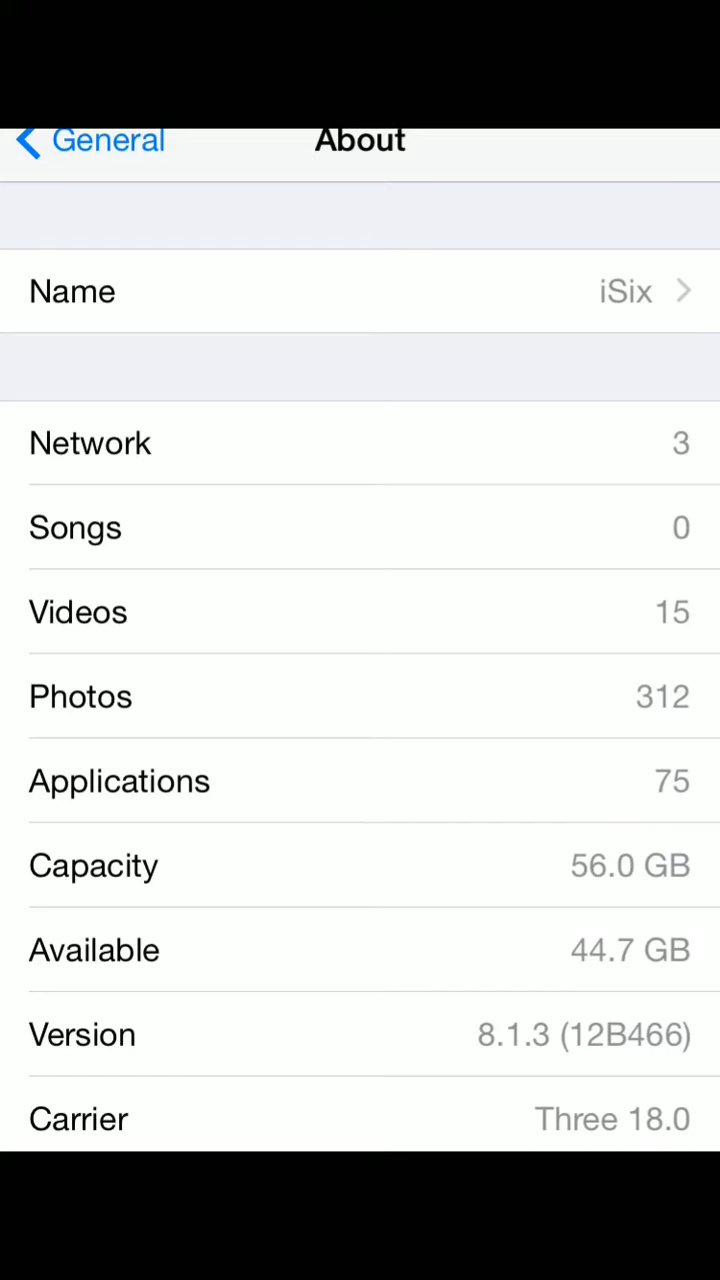 General
About
Name iSix
Network 3
Songs 0
Videos 15
Photos 312
Applications 75
Capacity 56.0 GB
Available 44.7 GB
Version 8.1.3 (12B466)
Carrier Three 18.0